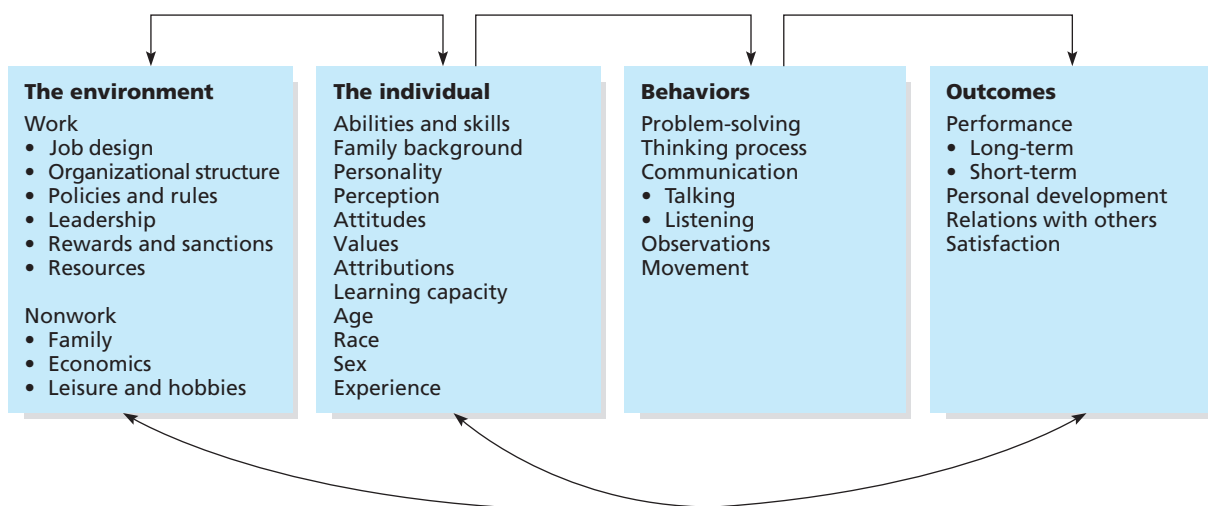 The environment
Work
• Job design
• Organizational structure
• Policies and rules
• Leadership
• Rewards and sanctions
• Resources
Nonwork
• Family
• Economics
• Leisure and hobbies
The individual
Abilities and skills
Family background
Personality
Perception
Attitudes
Values
Attributions
Learning capacity
Age
Race
Sex
Experience
Behaviors
Problem-solving
Thinking process
Communication
• Talking
• Listening
Observations
Movement
Outcomes
Performance
• Long-term
• Short-term
Personal development
Relations with others
Satisfaction